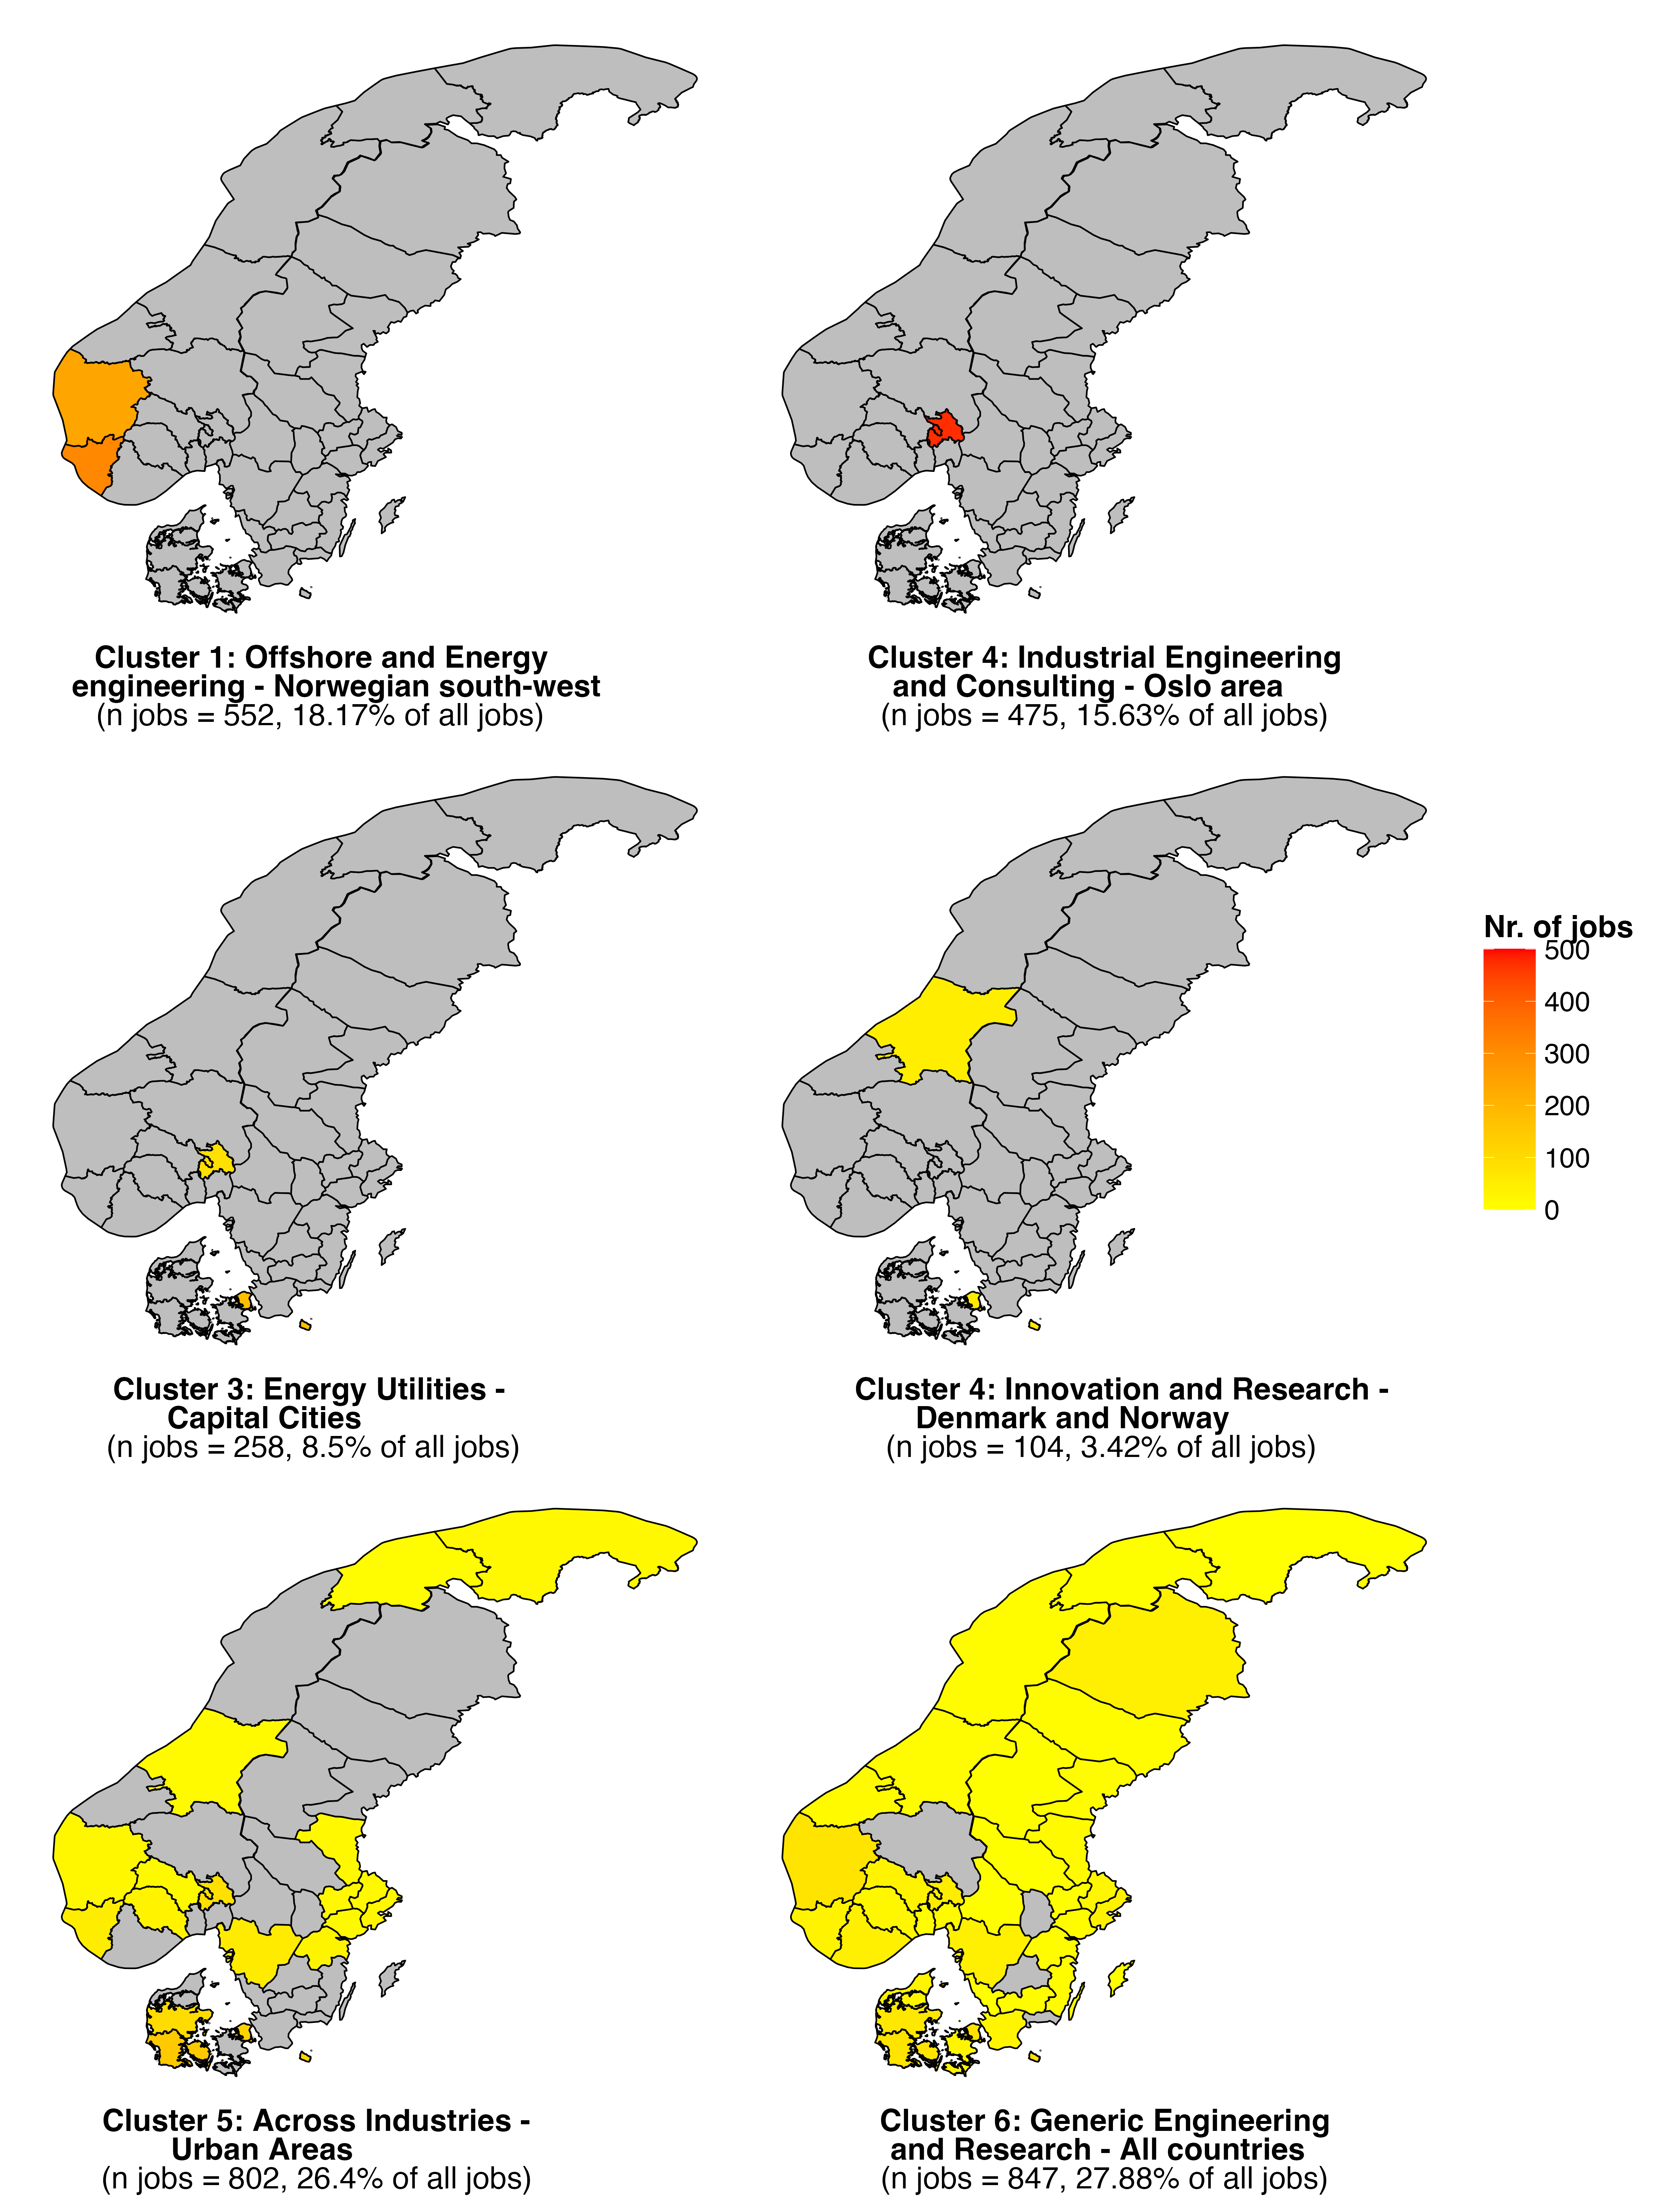 Cluster 1: Offshore and Energy
engineering - Norwegian south-west
(n jobs = 552, 18.17% of all jobs)
Cluster 4: Industrial Engineering
and Consulting - Oslo area
(n jobs = 475, 15.63% of all jobs)
Nr. of jobs
500
400
300
200
100
0
Cluster 3: Energy Utilities -
Capital Cities
(n jobs = 258, 8.5% of all jobs)
Cluster 4: Innovation and Research -
Denmark and Norway
(n jobs = 104, 3.42% of all jobs)
Cluster 5: Across Industries -
Urban Areas
(n jobs = 802, 26.4% of all jobs)
Cluster 6: Generic Engineering
and Research - All countries
(n jobs = 847, 27.88% of all jobs)